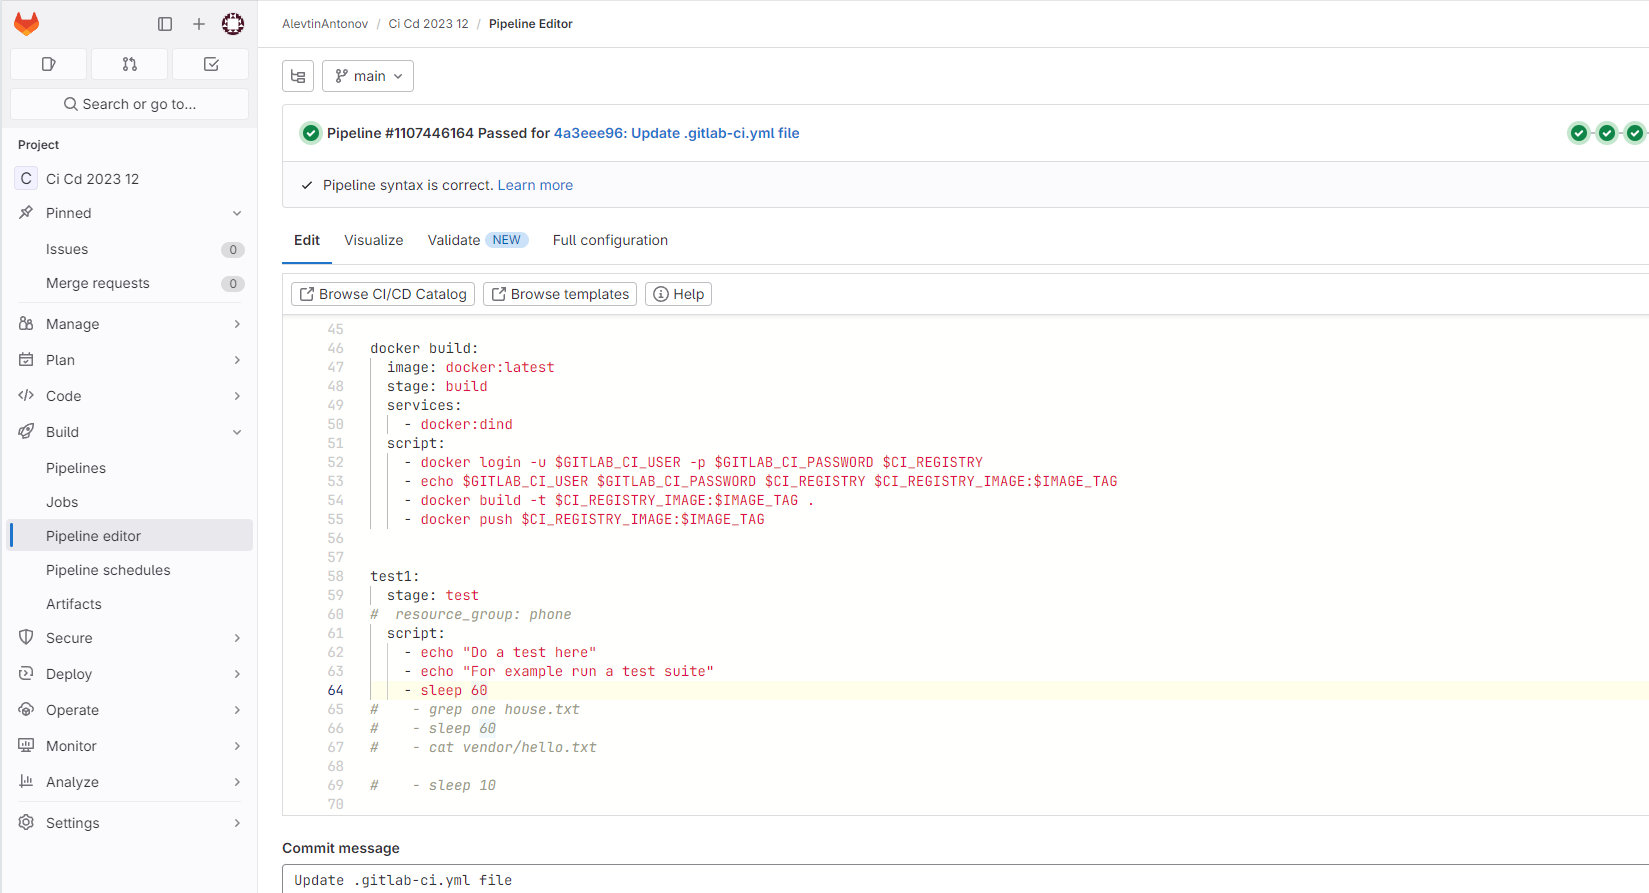 AlevtinAntonov / Ci Cd 2023 12 / Pipeline Editor
Search or go to...
Project
C Ci Cd 2023 12
Pinned
Issues 0
Merge requests 0
Manage
Plan
Code
Build
Pipelines
Jobs
Pipeline editor
Pipeline schedules
Artifacts
Secure
Deploy
Operate
Monitor
Analyze
Settings
main
Pipeline #1107446164 Passed for 4a3eee96: Update .gitlab-ci.yml file
Pipeline syntax is correct. Learn more
Edit Visualize Validate NEW Full configuration
Browse CI/CD Catalog Browse templates Help
45
46 docker build:
47 image: docker:latest
48 stage: build
49 services:
50 - docker:dind
51 script:
52 - docker login -u $GITLAB_CI_USER -p $GITLAB_CI_PASSWORD $CI_REGISTRY
53 - echo $GITLAB_CI_USER $GITLAB_CI_PASSWORD $CI_REGISTRY $CI_REGISTRY_IMAGE:$IMAGE_TAG
54 - docker build -t $CI_REGISTRY_IMAGE:$IMAGE_TAG .
55 - docker push $CI_REGISTRY_IMAGE:$IMAGE_TAG
56
57
58 test1:
59 stage: test
60 # resource_group: phone
61 script:
62 - echo "Do a test here"
63 - echo "For example run a test suite"
64 - sleep 60
65 # - grep one house.txt
66 # - sleep 60
67 # - cat vendor/hello.txt
68
69 # - sleep 10
70
Commit message
Update .gitlab-ci.yml file